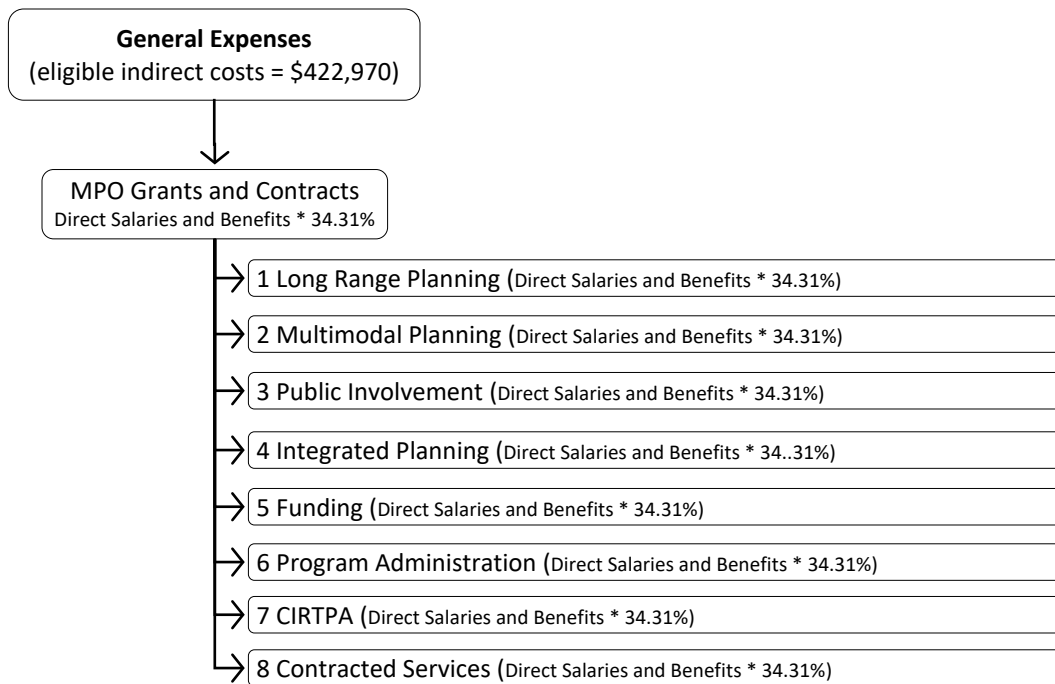 General Expenses
(eligible indirect costs = $422,970)
MPO Grants and Contracts
Direct Salaries and Benefits * 34.31%
1 Long Range Planning (Direct Salaries and Benefits * 34.31%)
2 Multimodal Planning (Direct Salaries and Benefits * 34.31%)
3 Public Involvement (Direct Salaries and Benefits * 34.31%)
4 Integrated Planning (Direct Salaries and Benefits * 34..31%)
5 Funding (Direct Salaries and Benefits * 34.31%)
6 Program Administration (Direct Salaries and Benefits * 34.31%)
7 CIRTPA (Direct Salaries and Benefits * 34.31%)
8 Contracted Services (Direct Salaries and Benefits * 34.31%)